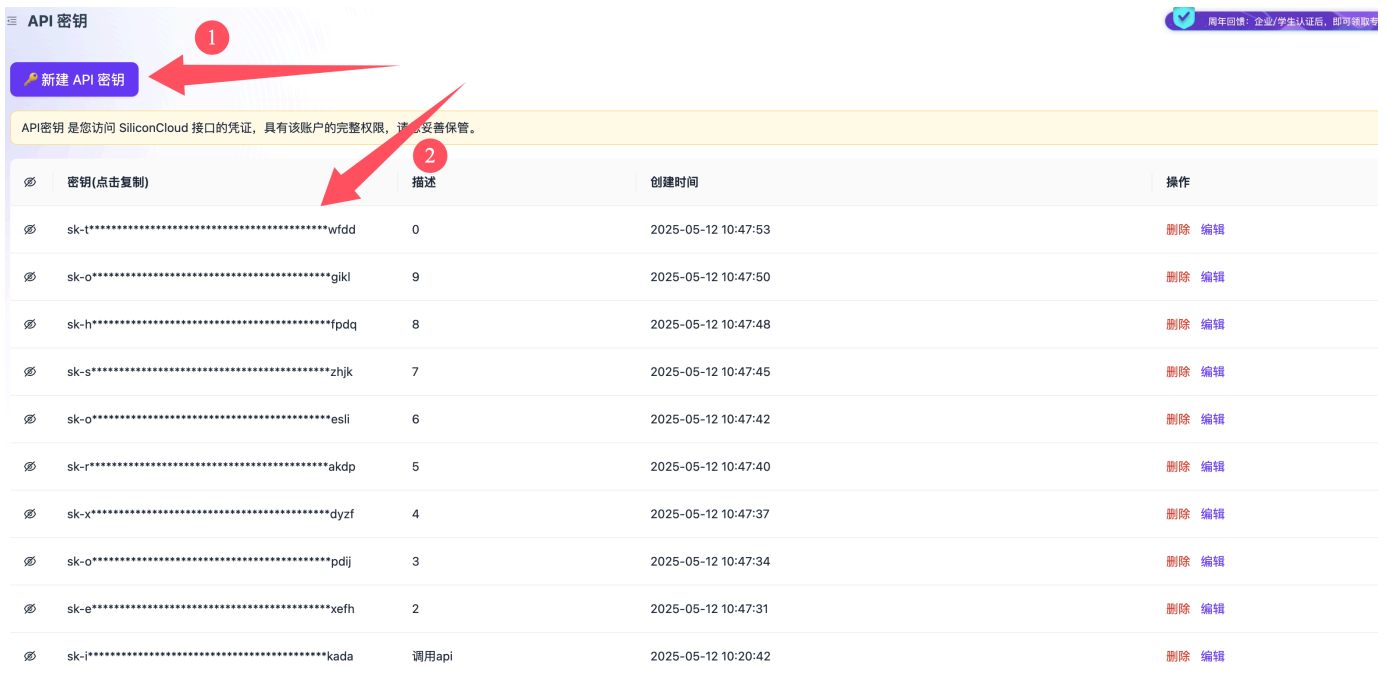 API 密钥
周年回馈：企业/学生认证后，即可领取专
1
🔑 新建 API 密钥
API密钥 是您访问 SiliconCloud 接口的凭证，具有该账户的完整权限，请妥善保管。
2
密钥(点击复制) 描述 创建时间 操作
sk-t*******************************************wfdd 0 2025-05-12 10:47:53 删除 编辑
sk-o*******************************************gikl 9 2025-05-12 10:47:50 删除 编辑
sk-h*******************************************fpdq 8 2025-05-12 10:47:48 删除 编辑
sk-s*******************************************zhjk 7 2025-05-12 10:47:45 删除 编辑
sk-o*******************************************esli 6 2025-05-12 10:47:42 删除 编辑
sk-r*******************************************akdp 5 2025-05-12 10:47:40 删除 编辑
sk-x*******************************************dyzf 4 2025-05-12 10:47:37 删除 编辑
sk-o*******************************************pdij 3 2025-05-12 10:47:34 删除 编辑
sk-e*******************************************xefh 2 2025-05-12 10:47:31 删除 编辑
sk-i*******************************************kada 调用api 2025-05-12 10:20:42 删除 编辑